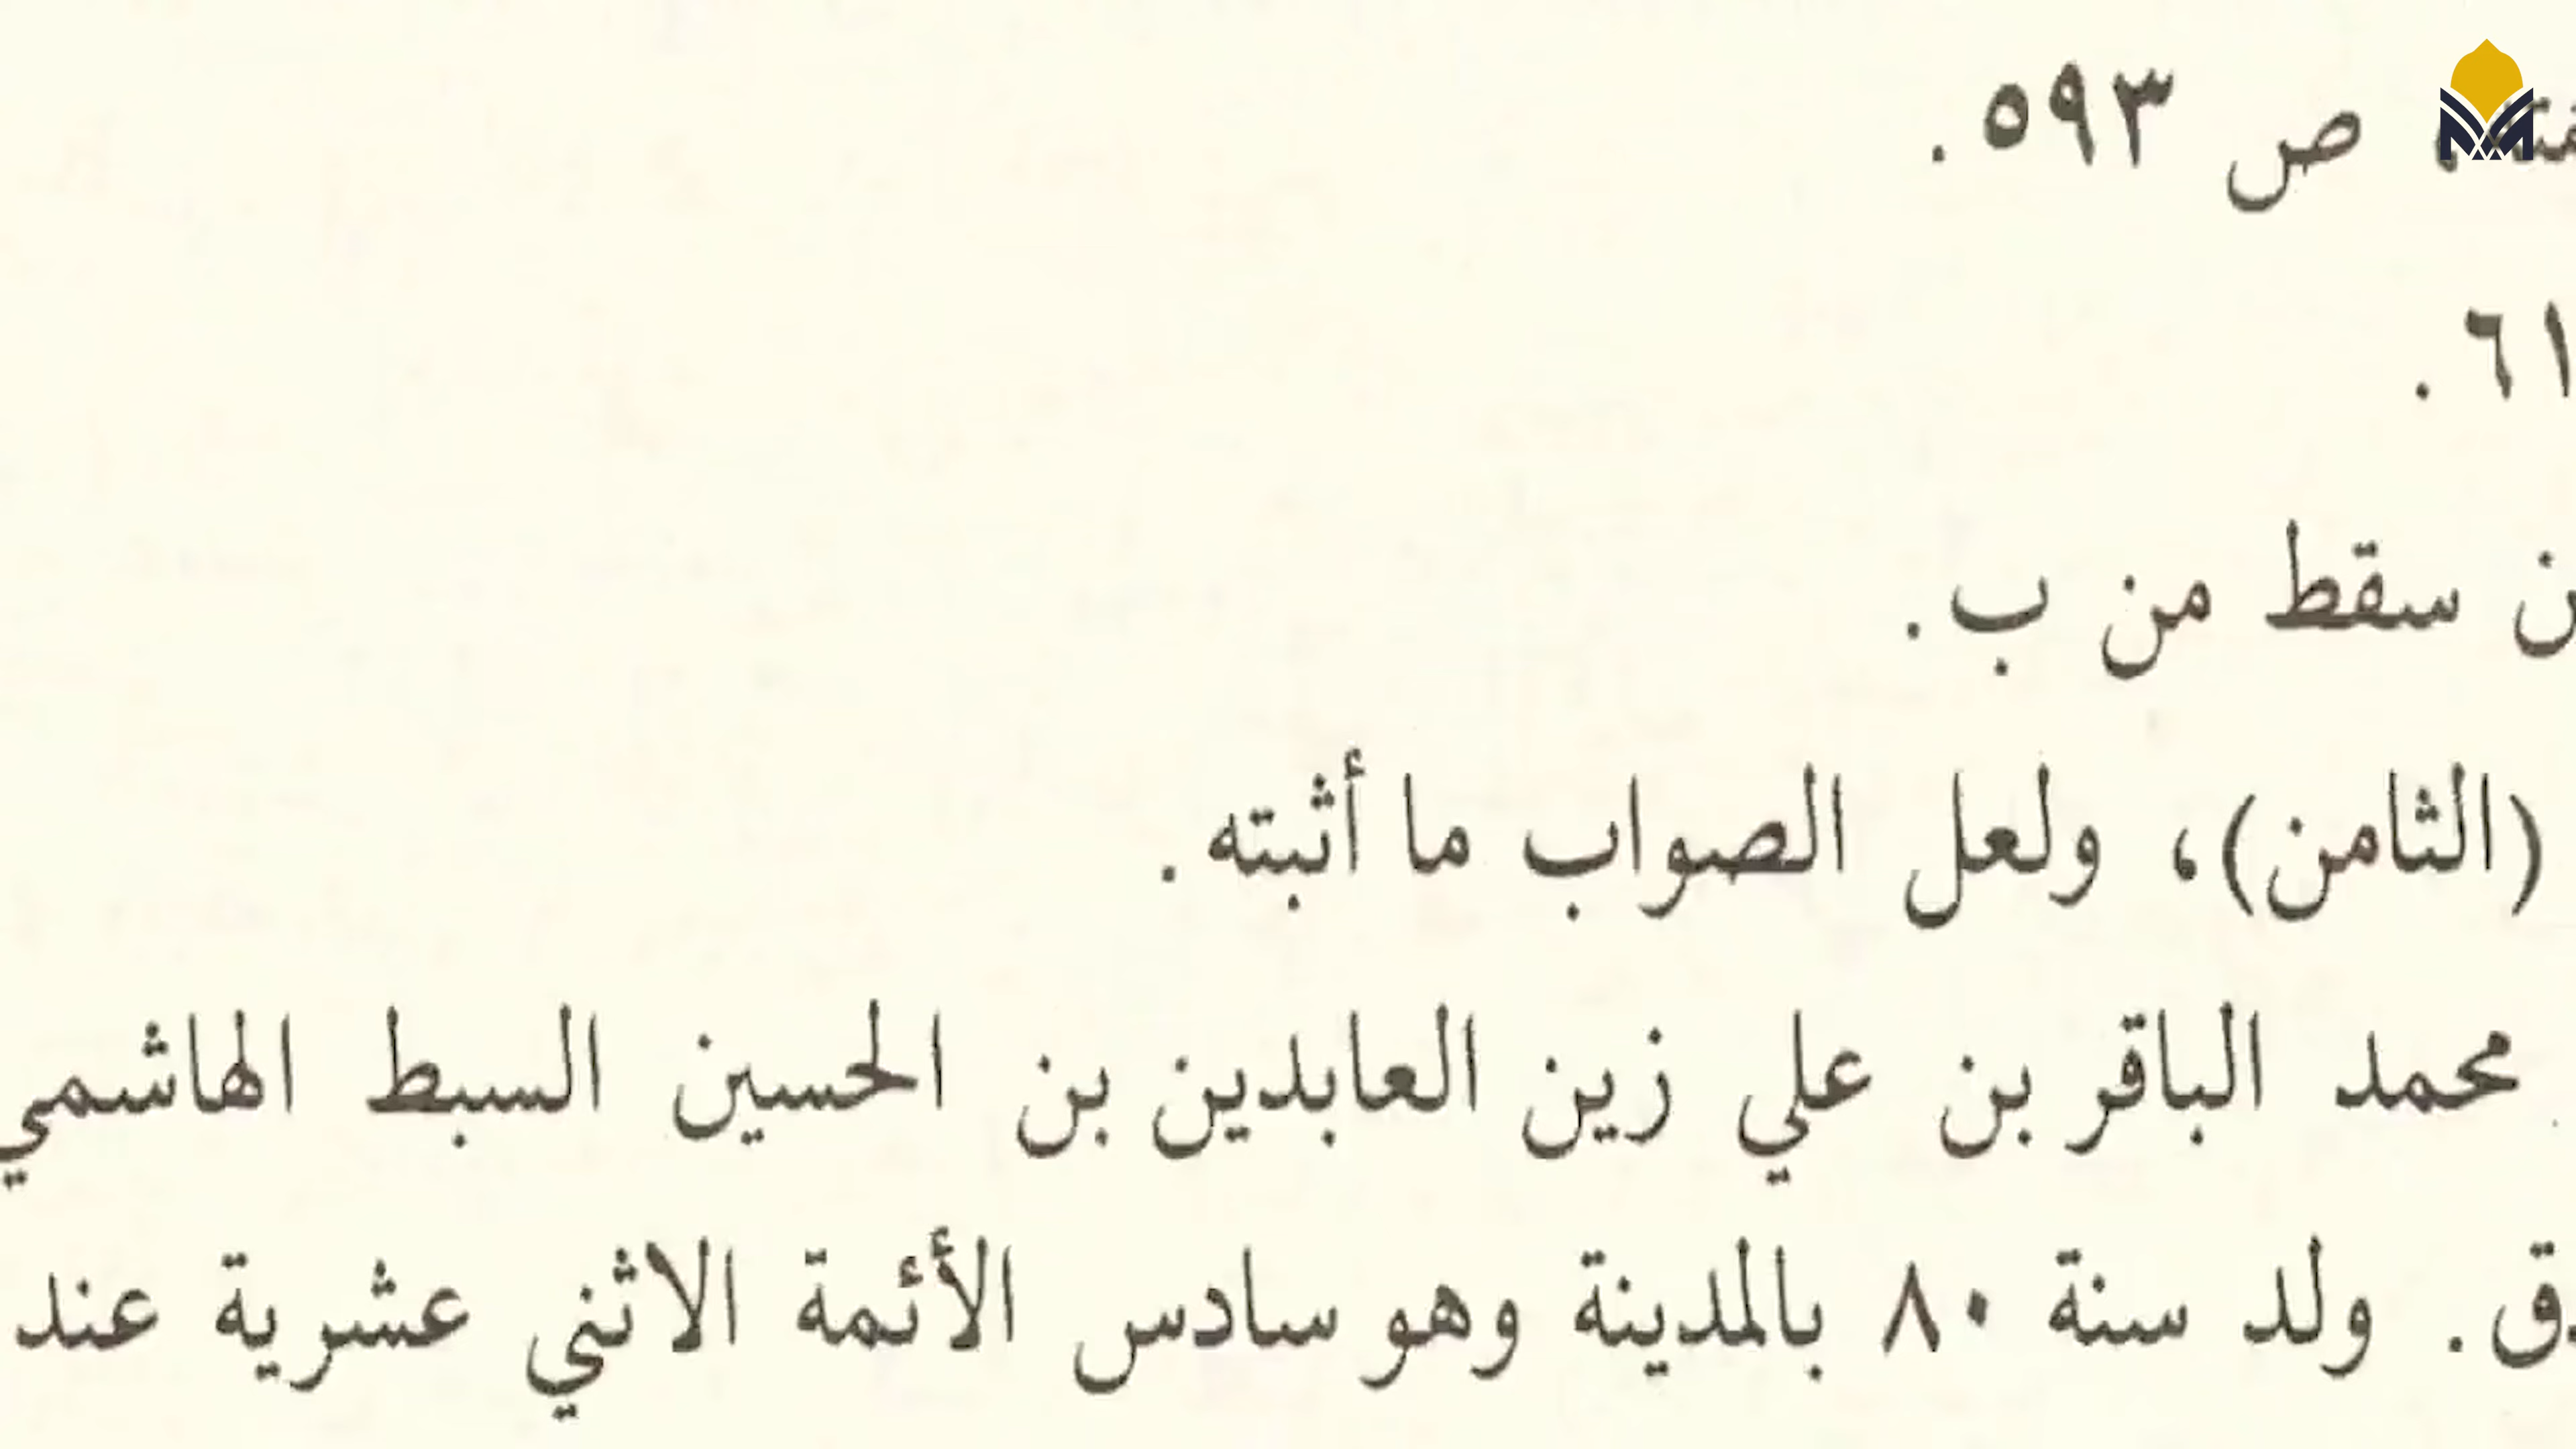 ص ٥٩٣ .
٦١ .
سقط من ب .
(الثامن)، ولعل الصواب ما أثبته .
محمد الباقر بن علي زين العابدين بن الحسين السبط الهاشمي
. ولد سنة ٨٠ بالمدينة وهو سادس الأئمة الاثني عشرية عند